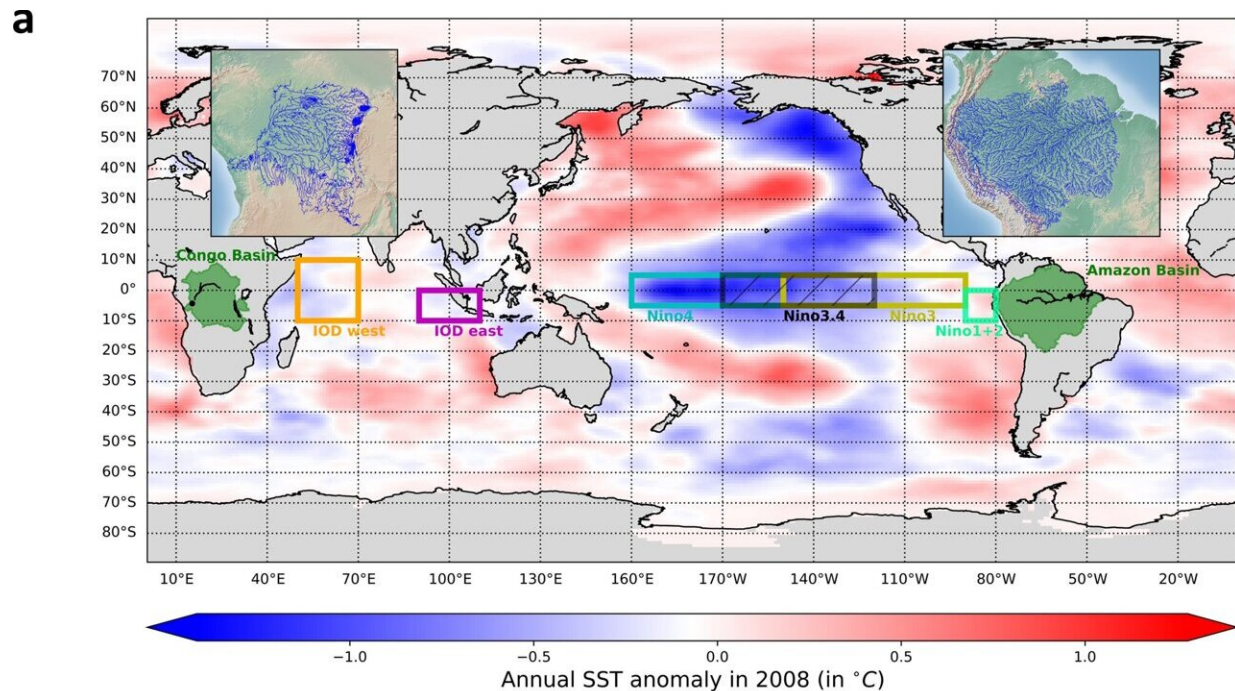 a
70°N
60°N
50°N
40°N
30°N
20°N
10°N
0°
10°S
20°S
30°S
40°S
50°S
60°S
70°S
80°S
Congo Basin
Amazon Basin
IOD west
IOD east
Nino4
Nino3.4
Nino3
Nino1+2
10°E 40°E 70°E 100°E 130°E 160°E 170°W 140°W 110°W 80°W 50°W 20°W
−1.0 −0.5 0.0 0.5 1.0
Annual SST anomaly in 2008 (in °C)